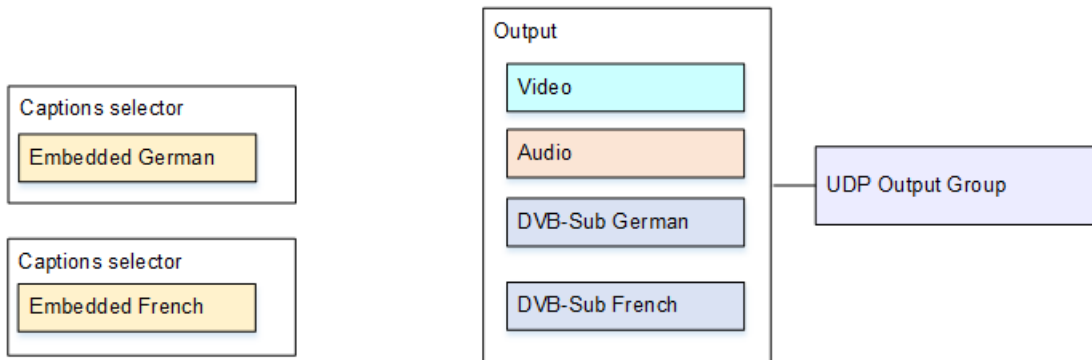 Captions selector
Embedded German
Captions selector
Embedded French
Output
Video
Audio
DVB-Sub German
DVB-Sub French
UDP Output Group